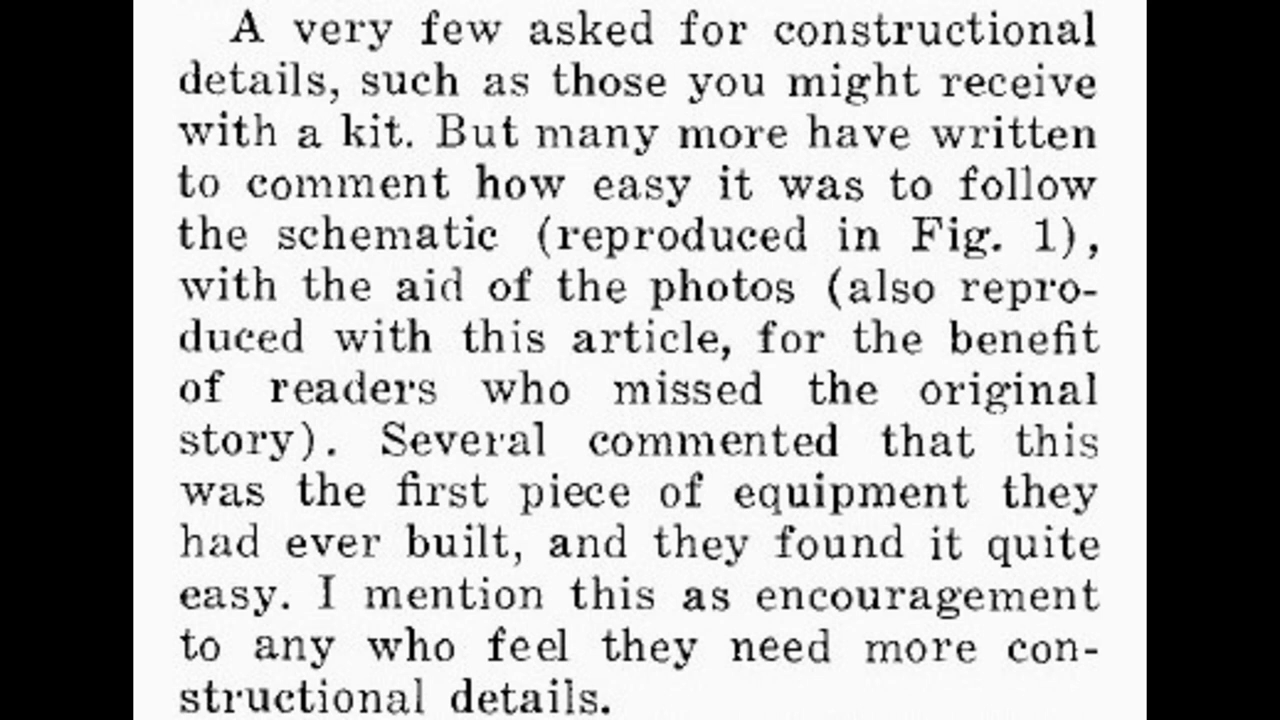 A very few asked for constructional
details, such as those you might receive
with a kit. But many more have written
to comment how easy it was to follow
the schematic (reproduced in Fig. 1),
with the aid of the photos (also repro-
duced with this article, for the benefit
of readers who missed the original
story). Several commented that this
was the first piece of equipment they
had ever built, and they found it quite
easy. I mention this as encouragement
to any who feel they need more con-
structional details.